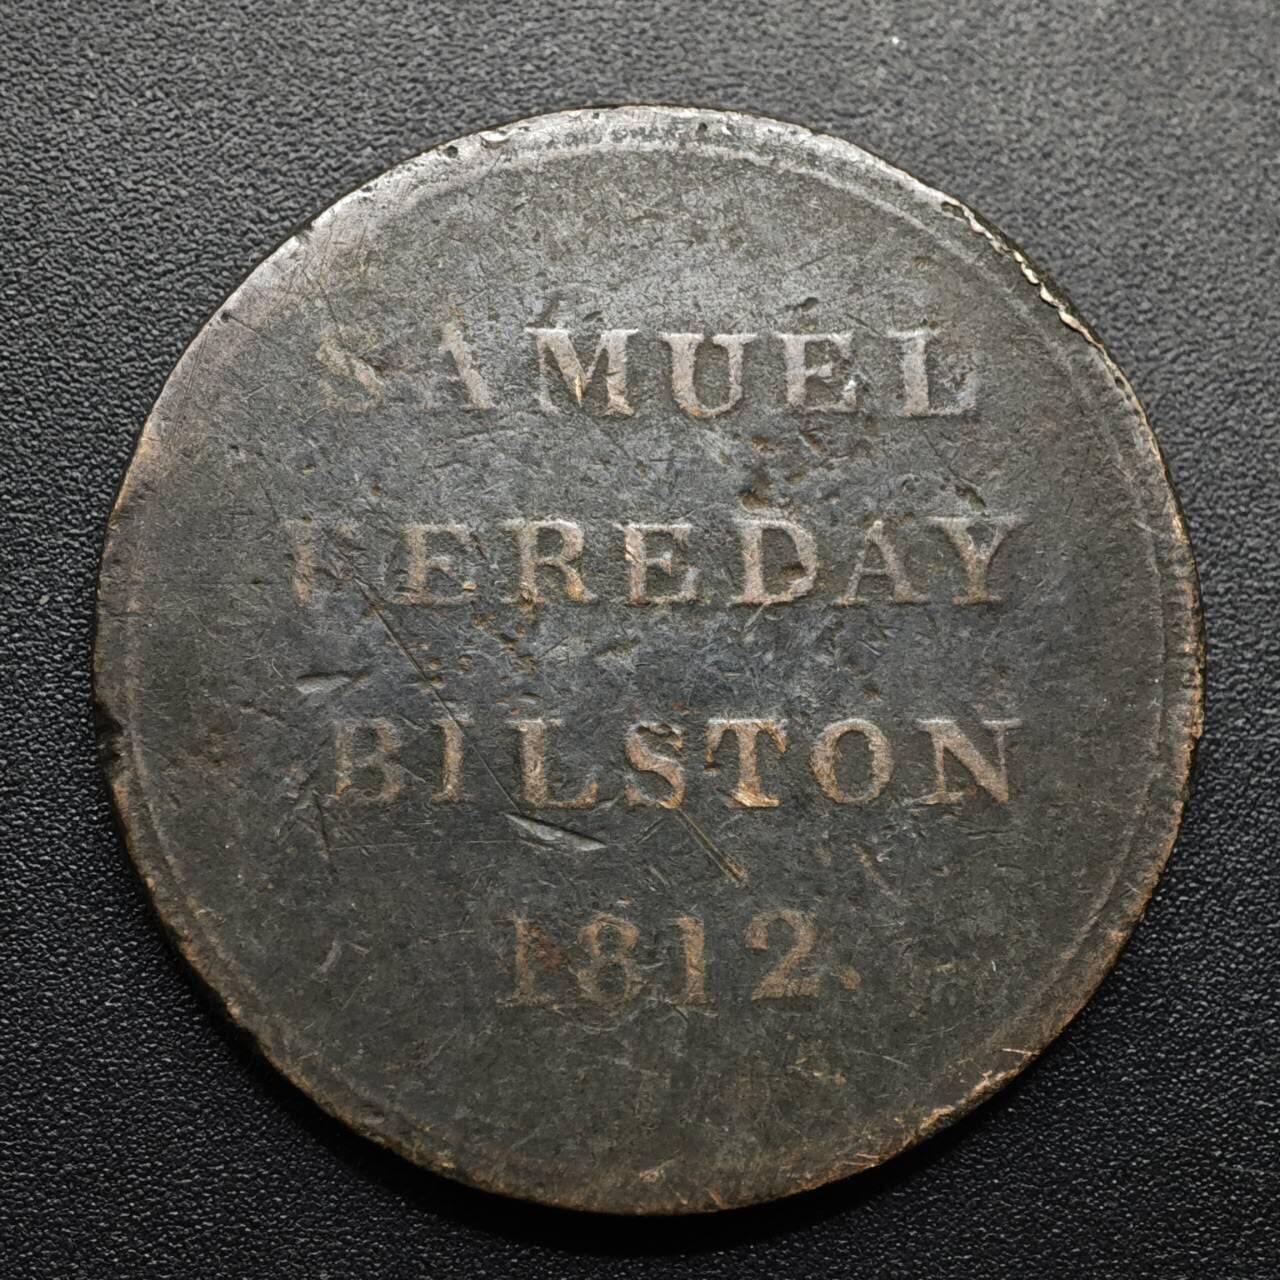 SAMUEL
FEREDAY
BILSTON
1812.